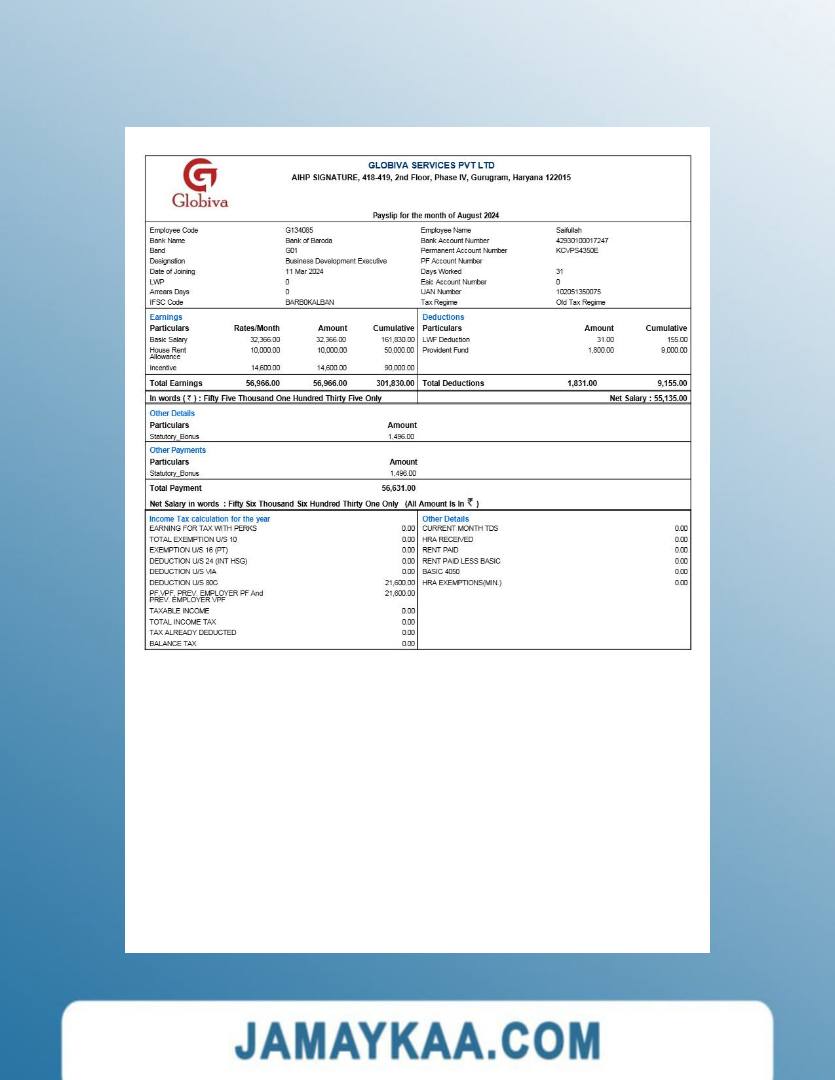 GLOBIVA SERVICES PVT LTD
AIHP SIGNATURE, 418-419, 2nd Floor, Phase IV, Gurugram, Haryana 122015
Globiva
Payslip for the month of August 2024
Employee Code G134085 Employee Name Saifullah
Bank Name Bank of Baroda Bank Account Number 42930100017247
Band G01 Permanent Account Number KCVPS4350E
Designation Business Development Executive PF Account Number
Date of Joining 11 Mar 2024 Days Worked 31
LWP 0 Esic Account Number 0
Arrears Days 0 UAN Number 102051350075
IFSC Code BARB0KALBAN Tax Regime Old Tax Regime
Earnings Deductions
Particulars Rates/Month Amount Cumulative Particulars Amount Cumulative
Basic Salary 32,366.00 32,366.00 161,830.00 LWF Deduction 31.00 155.00
House Rent Allowance 10,000.00 10,000.00 50,000.00 Provident Fund 1,800.00 9,000.00
Incentive 14,600.00 14,600.00 90,000.00
Total Earnings 56,966.00 56,966.00 301,830.00 Total Deductions 1,831.00 9,155.00
In words (₹) : Fifty Five Thousand One Hundred Thirty Five Only Net Salary : 55,135.00
Other Details
Particulars Amount
Statutory_Bonus 1,496.00
Other Payments
Particulars Amount
Statutory_Bonus 1,496.00
Total Payment 56,631.00
Net Salary in words : Fifty Six Thousand Six Hundred Thirty One Only (All Amount Is In ₹ )
Income Tax calculation for the year Other Details
EARNING FOR TAX WITH PERKS 0.00 CURRENT MONTH TDS 0.00
TOTAL EXEMPTION U/S 10 0.00 HRA RECEIVED 0.00
EXEMPTION U/S 16 (PT) 0.00 RENT PAID 0.00
DEDUCTION U/S 24 (INT HSG) 0.00 RENT PAID LESS BASIC 0.00
DEDUCTION U/S VIA 0.00 BASIC 4050 0.00
DEDUCTION U/S 80C 21,600.00 HRA EXEMPTIONS(MIN.) 0.00
PF,VPF, PREV. EMPLOYER PF And PREV. EMPLOYER VPF 21,600.00
TAXABLE INCOME 0.00
TOTAL INCOME TAX 0.00
TAX ALREADY DEDUCTED 0.00
BALANCE TAX 0.00
JAMAYKAA.COM